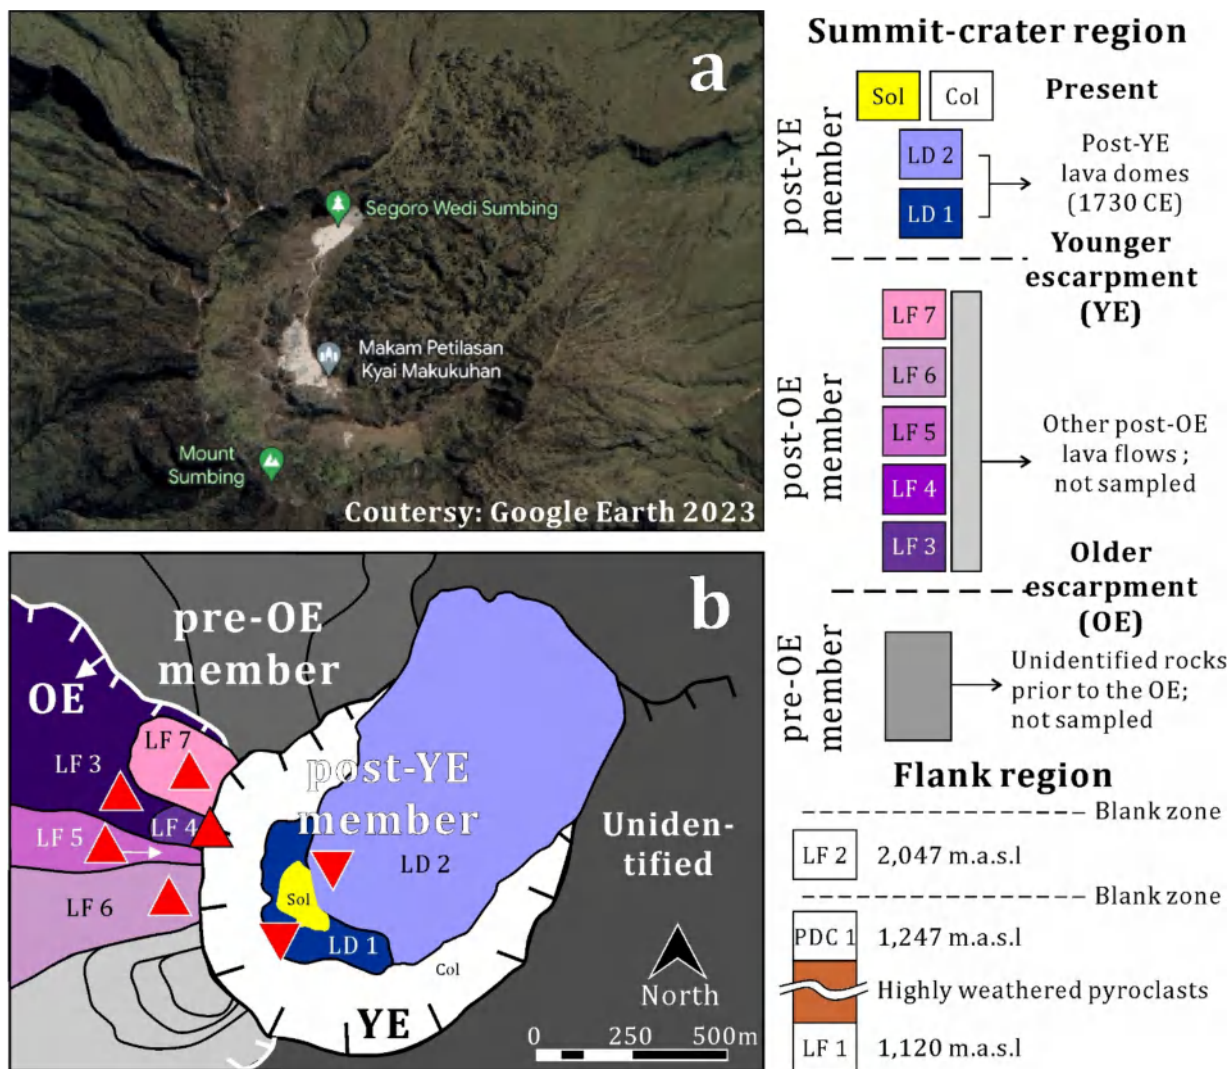 a
Segoro Wedi Sumbing
Makam Petilasan
Kyai Makukuhan
Mount
Sumbing
Coutersy: Google Earth 2023
b
pre-OE
member
OE
LF 7
LF 3
post-YE
member
LF 4
LF 5
LD 2
Uniden-
tified
Sol
LF 6
LD 1
Col
North
YE
0 250 500m
Summit-crater region
post-YE
member
Sol
Col
Present
LD 2
LD 1
Post-YE
lava domes
(1730 CE)
Younger
escarpment
(YE)
post-OE
member
LF 7
LF 6
LF 5
LF 4
LF 3
Other post-OE
lava flows ;
not sampled
Older
escarpment
(OE)
pre-OE
member
Unidentified rocks
prior to the OE;
not sampled
Flank region
Blank zone
LF 2 2,047 m.a.s.l
Blank zone
PDC 1 1,247 m.a.s.l
Highly weathered pyroclasts
LF 1 1,120 m.a.s.l